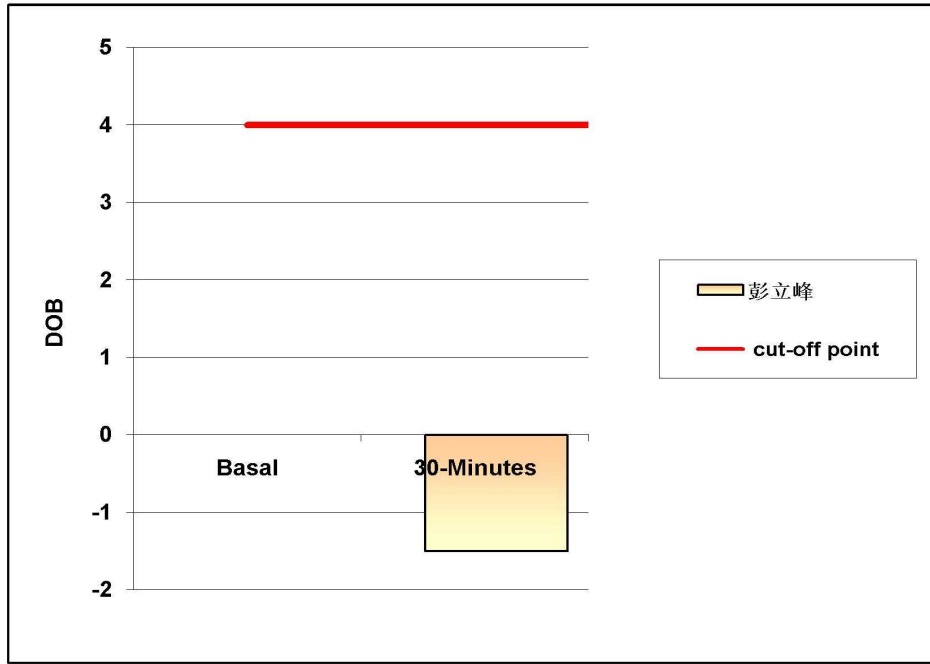 5
4
3
2
1
0
-1
-2
DOB
Basal
30-Minutes
彭立峰
cut-off point